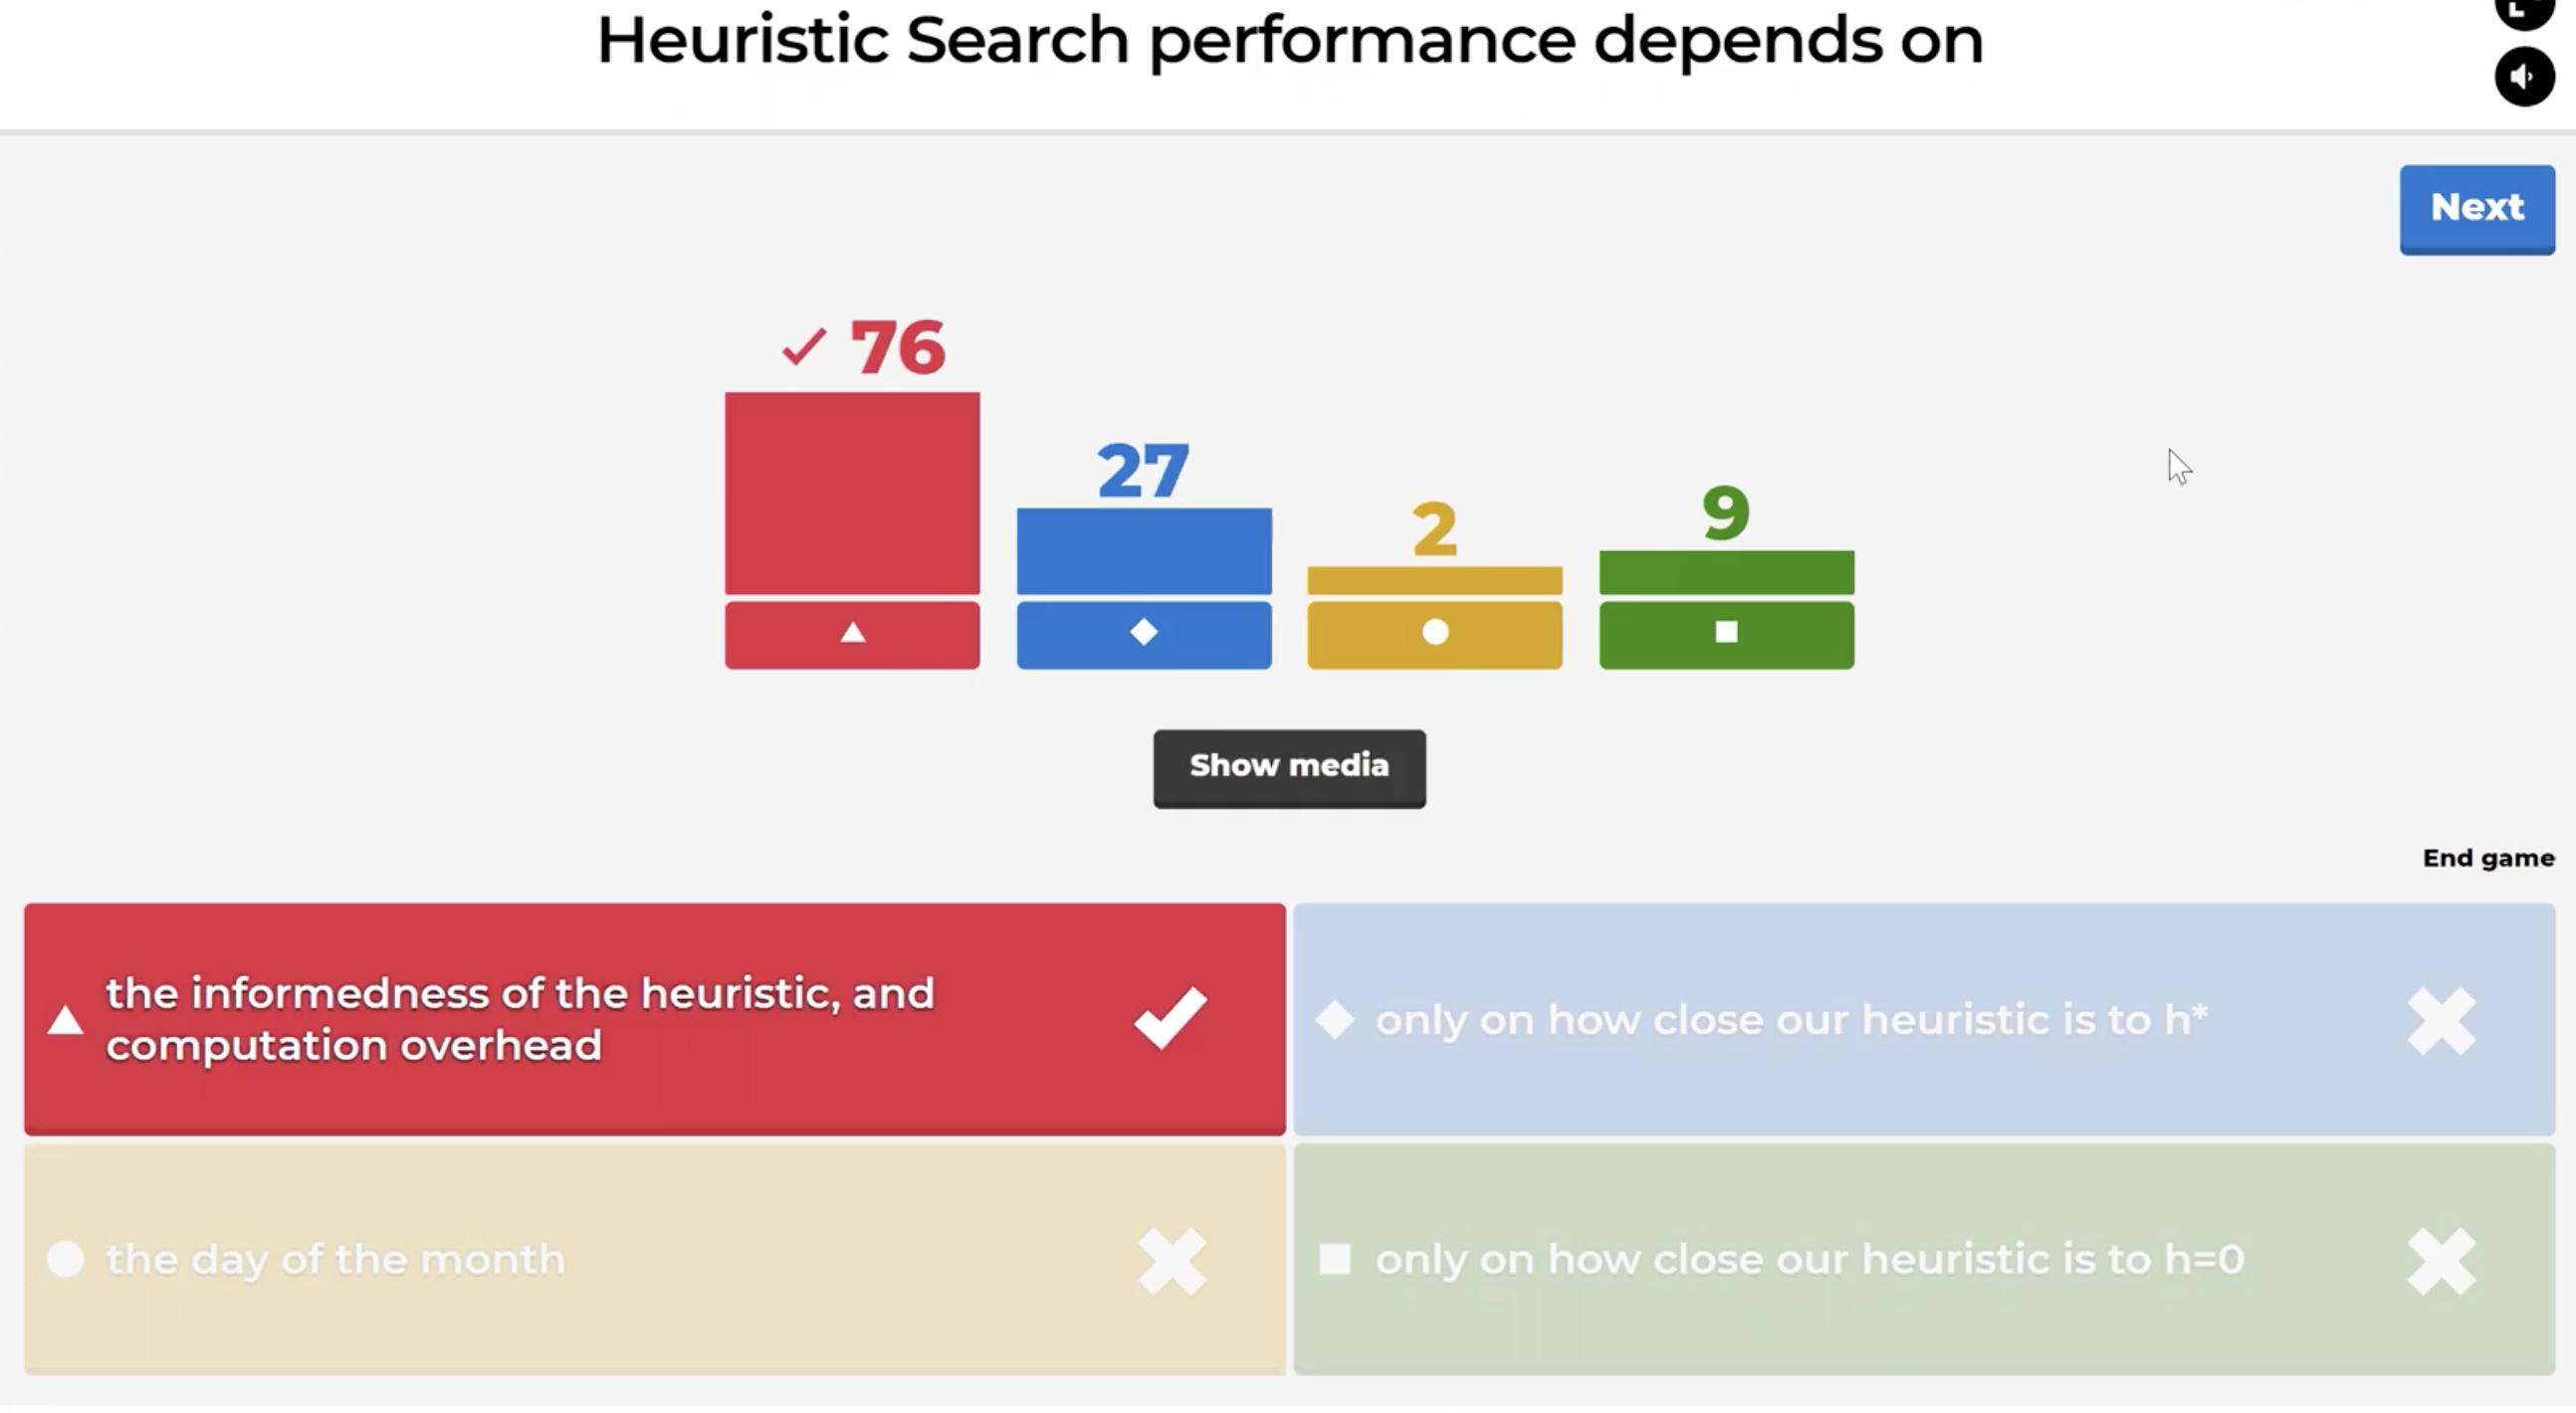 Heuristic Search performance depends on
Next
76
27
2
9
Show media
End game
the informedness of the heuristic, and
computation overhead
only on how close our heuristic is to h*
the day of the month
only on how close our heuristic is to h=0